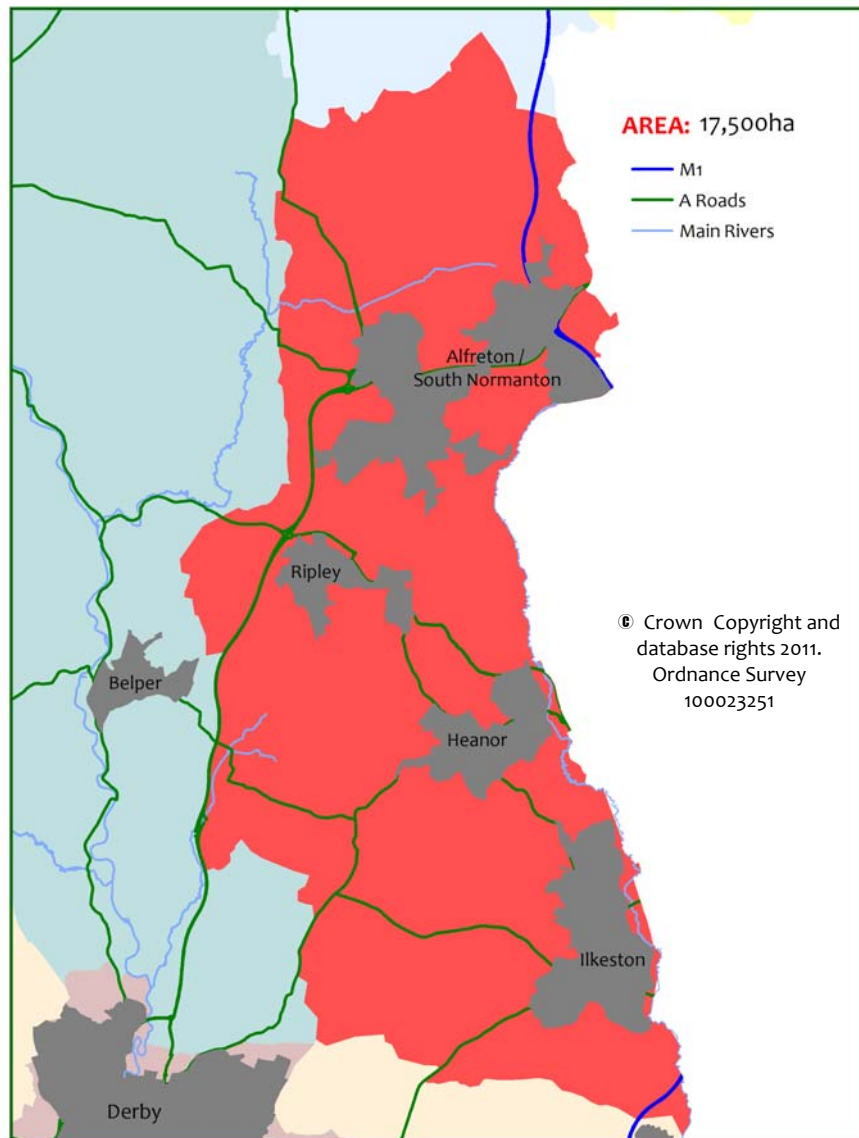 AREA: 17,500ha
M1
A Roads
Main Rivers
Alfreton /
South Normanton
Ripley
© Crown Copyright and
database rights 2011.
Ordnance Survey
100023251
Belper
Heanor
Ilkeston
Derby